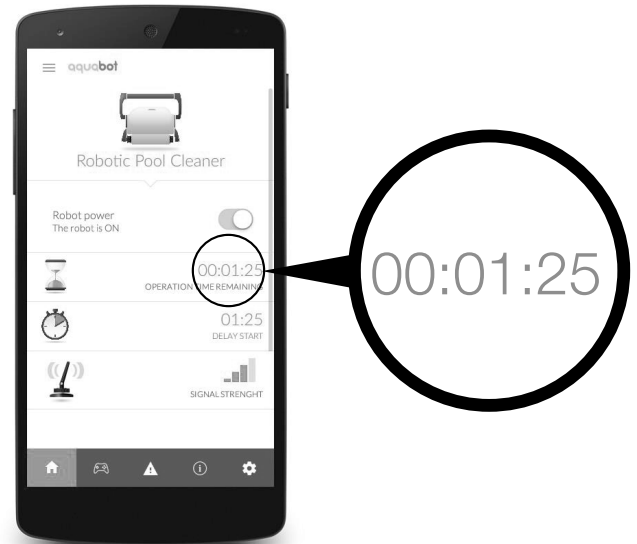 aquabot
Robotic Pool Cleaner
Robot power
The robot is ON
00:01:25
OPERATION TIME REMAINING
01:25
DELAY START
SIGNAL STRENGHT
00:01:25